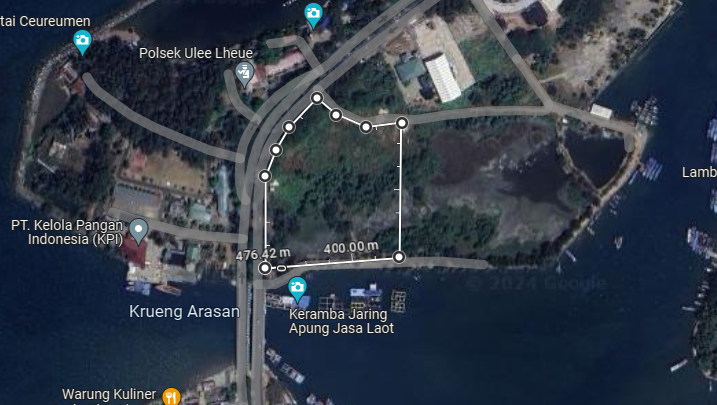 tai Ceureumen
Polsek Ulee Lheue
Lamb
PT. Kelola Pangan
Indonesia (KPI)
476.42 m
400.00 m
© 2024 Google
Krueng Arasan
Keramba Jaring
Apung Jasa Laot
Warung Kuliner